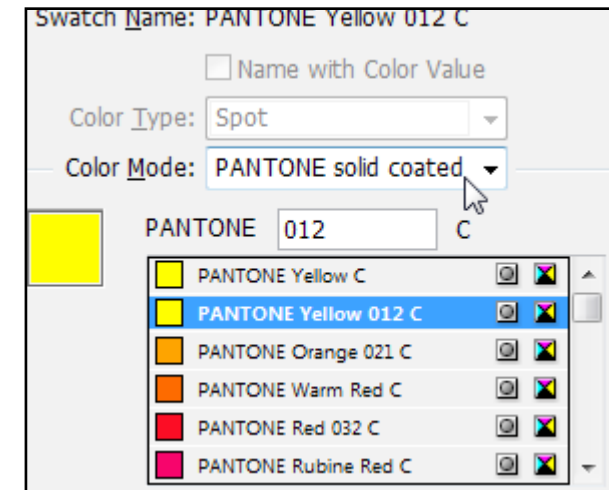 Swatch Name: PANTONE Yellow 012 C
Name with Color Value
Color Type: Spot
Color Mode: PANTONE solid coated
PANTONE 012 C
PANTONE Yellow C
PANTONE Yellow 012 C
PANTONE Orange 021 C
PANTONE Warm Red C
PANTONE Red 032 C
PANTONE Rubine Red C